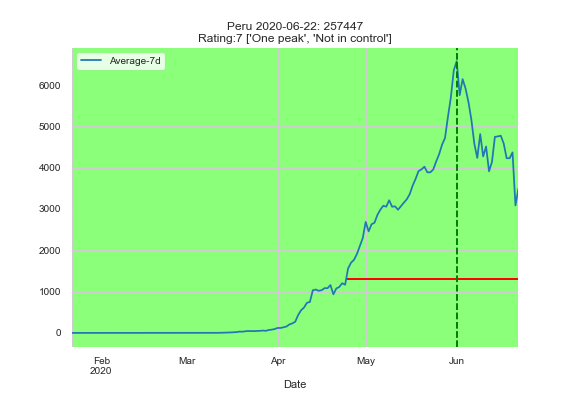 Peru 2020-06-22: 257447
Rating:7 ['One peak', 'Not in control']
Average-7d
6000
5000
4000
3000
2000
1000
0
Feb
2020
Mar
Apr
May
Jun
Date